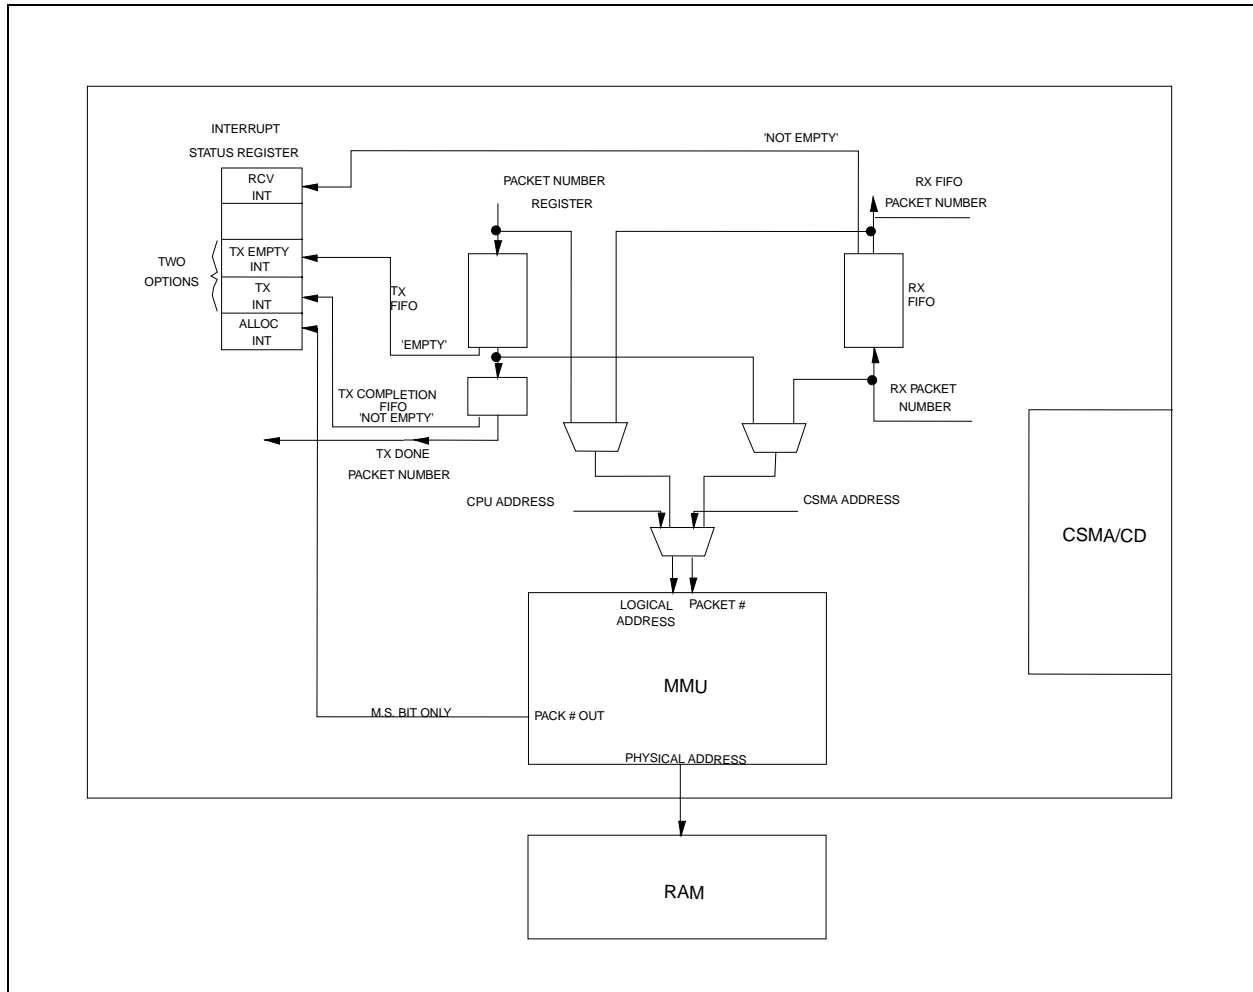 INTERRUPT
STATUS REGISTER
'NOT EMPTY'
RCV
INT
PACKET NUMBER
REGISTER
RX FIFO
PACKET NUMBER
TWO
OPTIONS
TX EMPTY
INT
TX
INT
ALLOC
INT
TX
FIFO
RX
FIFO
'EMPTY'
TX COMPLETION
FIFO
'NOT EMPTY'
RX PACKET
NUMBER
TX DONE
PACKET NUMBER
CPU ADDRESS
CSMA ADDRESS
CSMA/CD
LOGICAL
ADDRESS
PACKET #
MMU
M.S. BIT ONLY
PACK # OUT
PHYSICAL ADDRESS
RAM